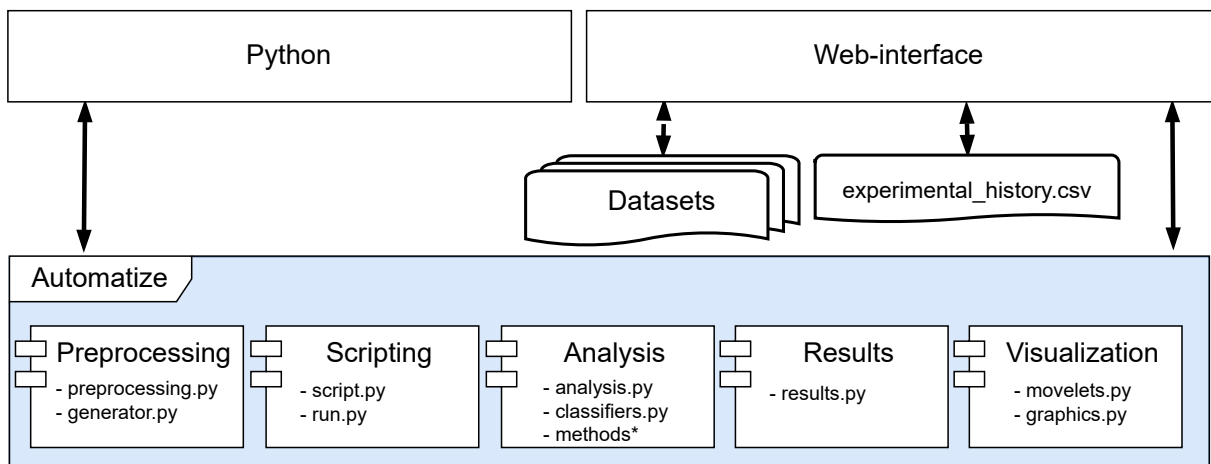 Python
Web-interface
Datasets
experimental_history.csv
Automatize
Preprocessing
- preprocessing.py
- generator.py
Scripting
- script.py
- run.py
Analysis
- analysis.py
- classifiers.py
- methods*
Results
- results.py
Visualization
- movelets.py
- graphics.py